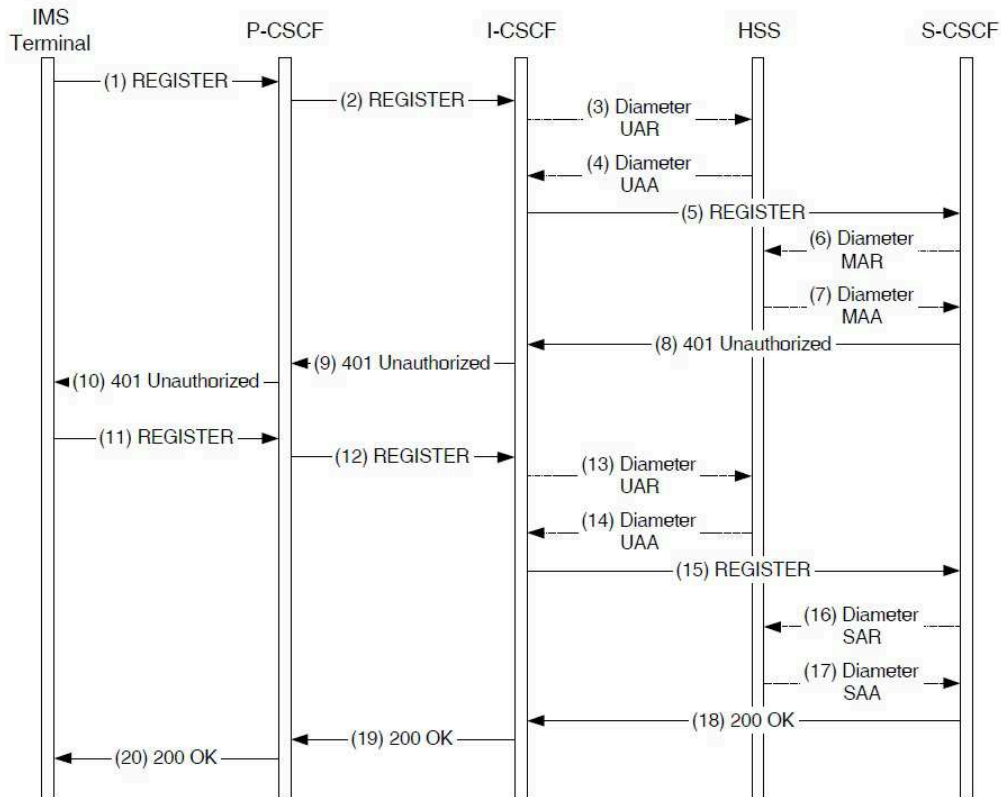 IMS
Terminal
P-CSCF
I-CSCF
HSS
S-CSCF
(1) REGISTER
(2) REGISTER
(3) Diameter
UAR
(4) Diameter
UAA
(5) REGISTER
(6) Diameter
MAR
(7) Diameter
MAA
(8) 401 Unauthorized
(9) 401 Unauthorized
(10) 401 Unauthorized
(11) REGISTER
(12) REGISTER
(13) Diameter
UAR
(14) Diameter
UAA
(15) REGISTER
(16) Diameter
SAR
(17) Diameter
SAA
(18) 200 OK
(19) 200 OK
(20) 200 OK